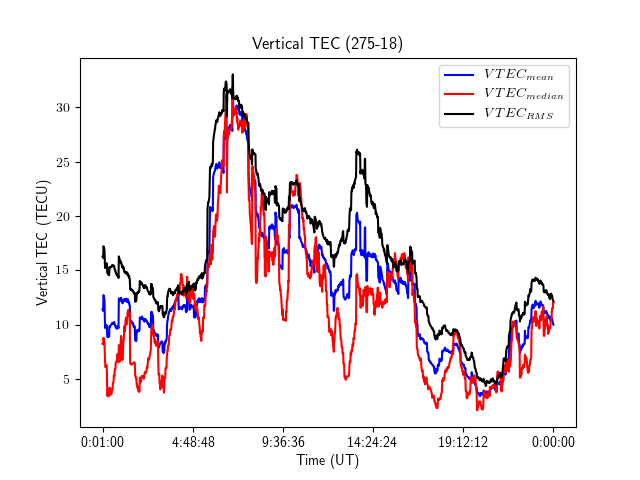 Vertical TEC (275-18)
VTEC_mean
VTEC_median
VTEC_RMS
Vertical TEC (TECU)
30
25
20
15
10
5
0:01:00 4:48:48 9:36:36 14:24:24 19:12:12 0:00:00
Time (UT)